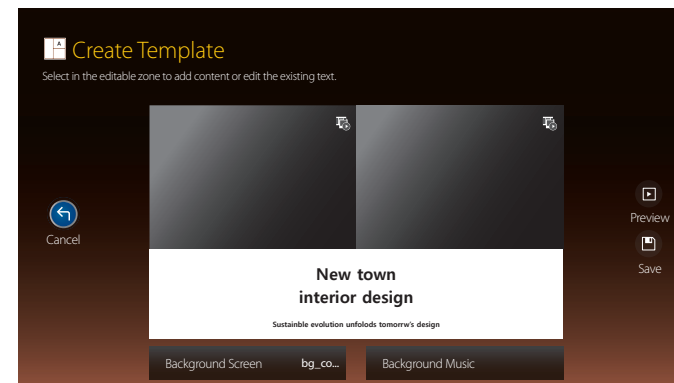 Create Template
Select in the editable zone to add content or edit the existing text.
Cancel
Preview
Save
New town
interior design
Sustainble evolution unfolods tomorrw's design
Background Screen bg_co...
Background Music